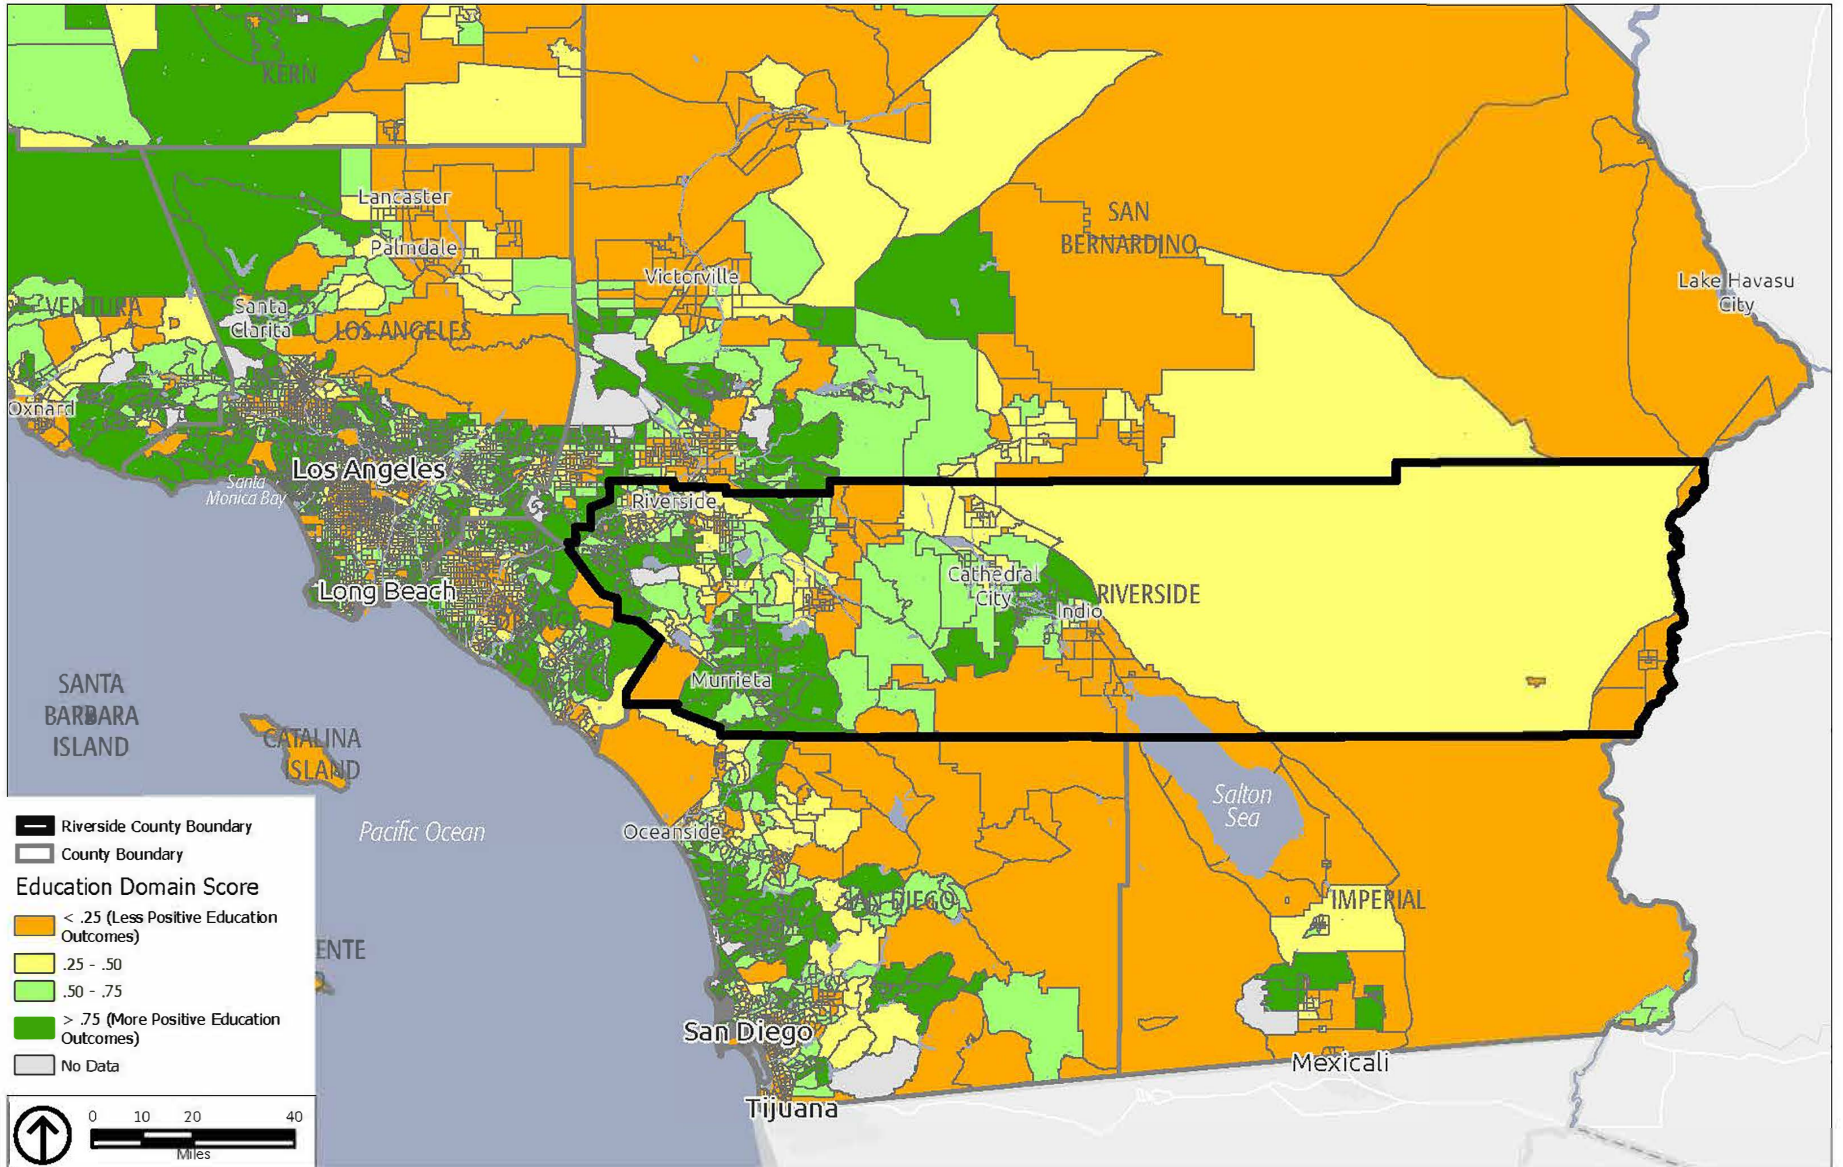 KERN
Lancaster
Palmdale
SAN
BERNARDINO
Victorville
Lake Havasu
City
VENTURA
Santa
Clarita
LOS ANGELES
Oxnard
Los Angeles
Santa
Monica Bay
Riverside
Long Beach
Cathedral
City
RIVERSIDE
Indio
Murrieta
SANTA
BARBARA
ISLAND
CATALINA
ISLAND
Salton
Sea
Pacific Ocean
Oceanside
SAN DIEGO
IMPERIAL
ENTE
San Diego
Mexicali
Tijuana
Riverside County Boundary
County Boundary
Education Domain Score
< .25 (Less Positive Education
Outcomes)
.25 - .50
.50 - .75
> .75 (More Positive Education
Outcomes)
No Data
0 10 20 40
Miles